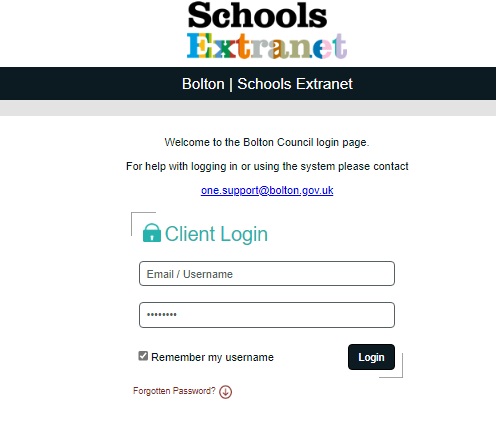 Schools
Extranet
Bolton | Schools Extranet
Welcome to the Bolton Council login page.
For help with logging in or using the system please contact
one.support@bolton.gov.uk
Client Login
Email / Username
••••••••
Remember my username
Login
Forgotten Password?